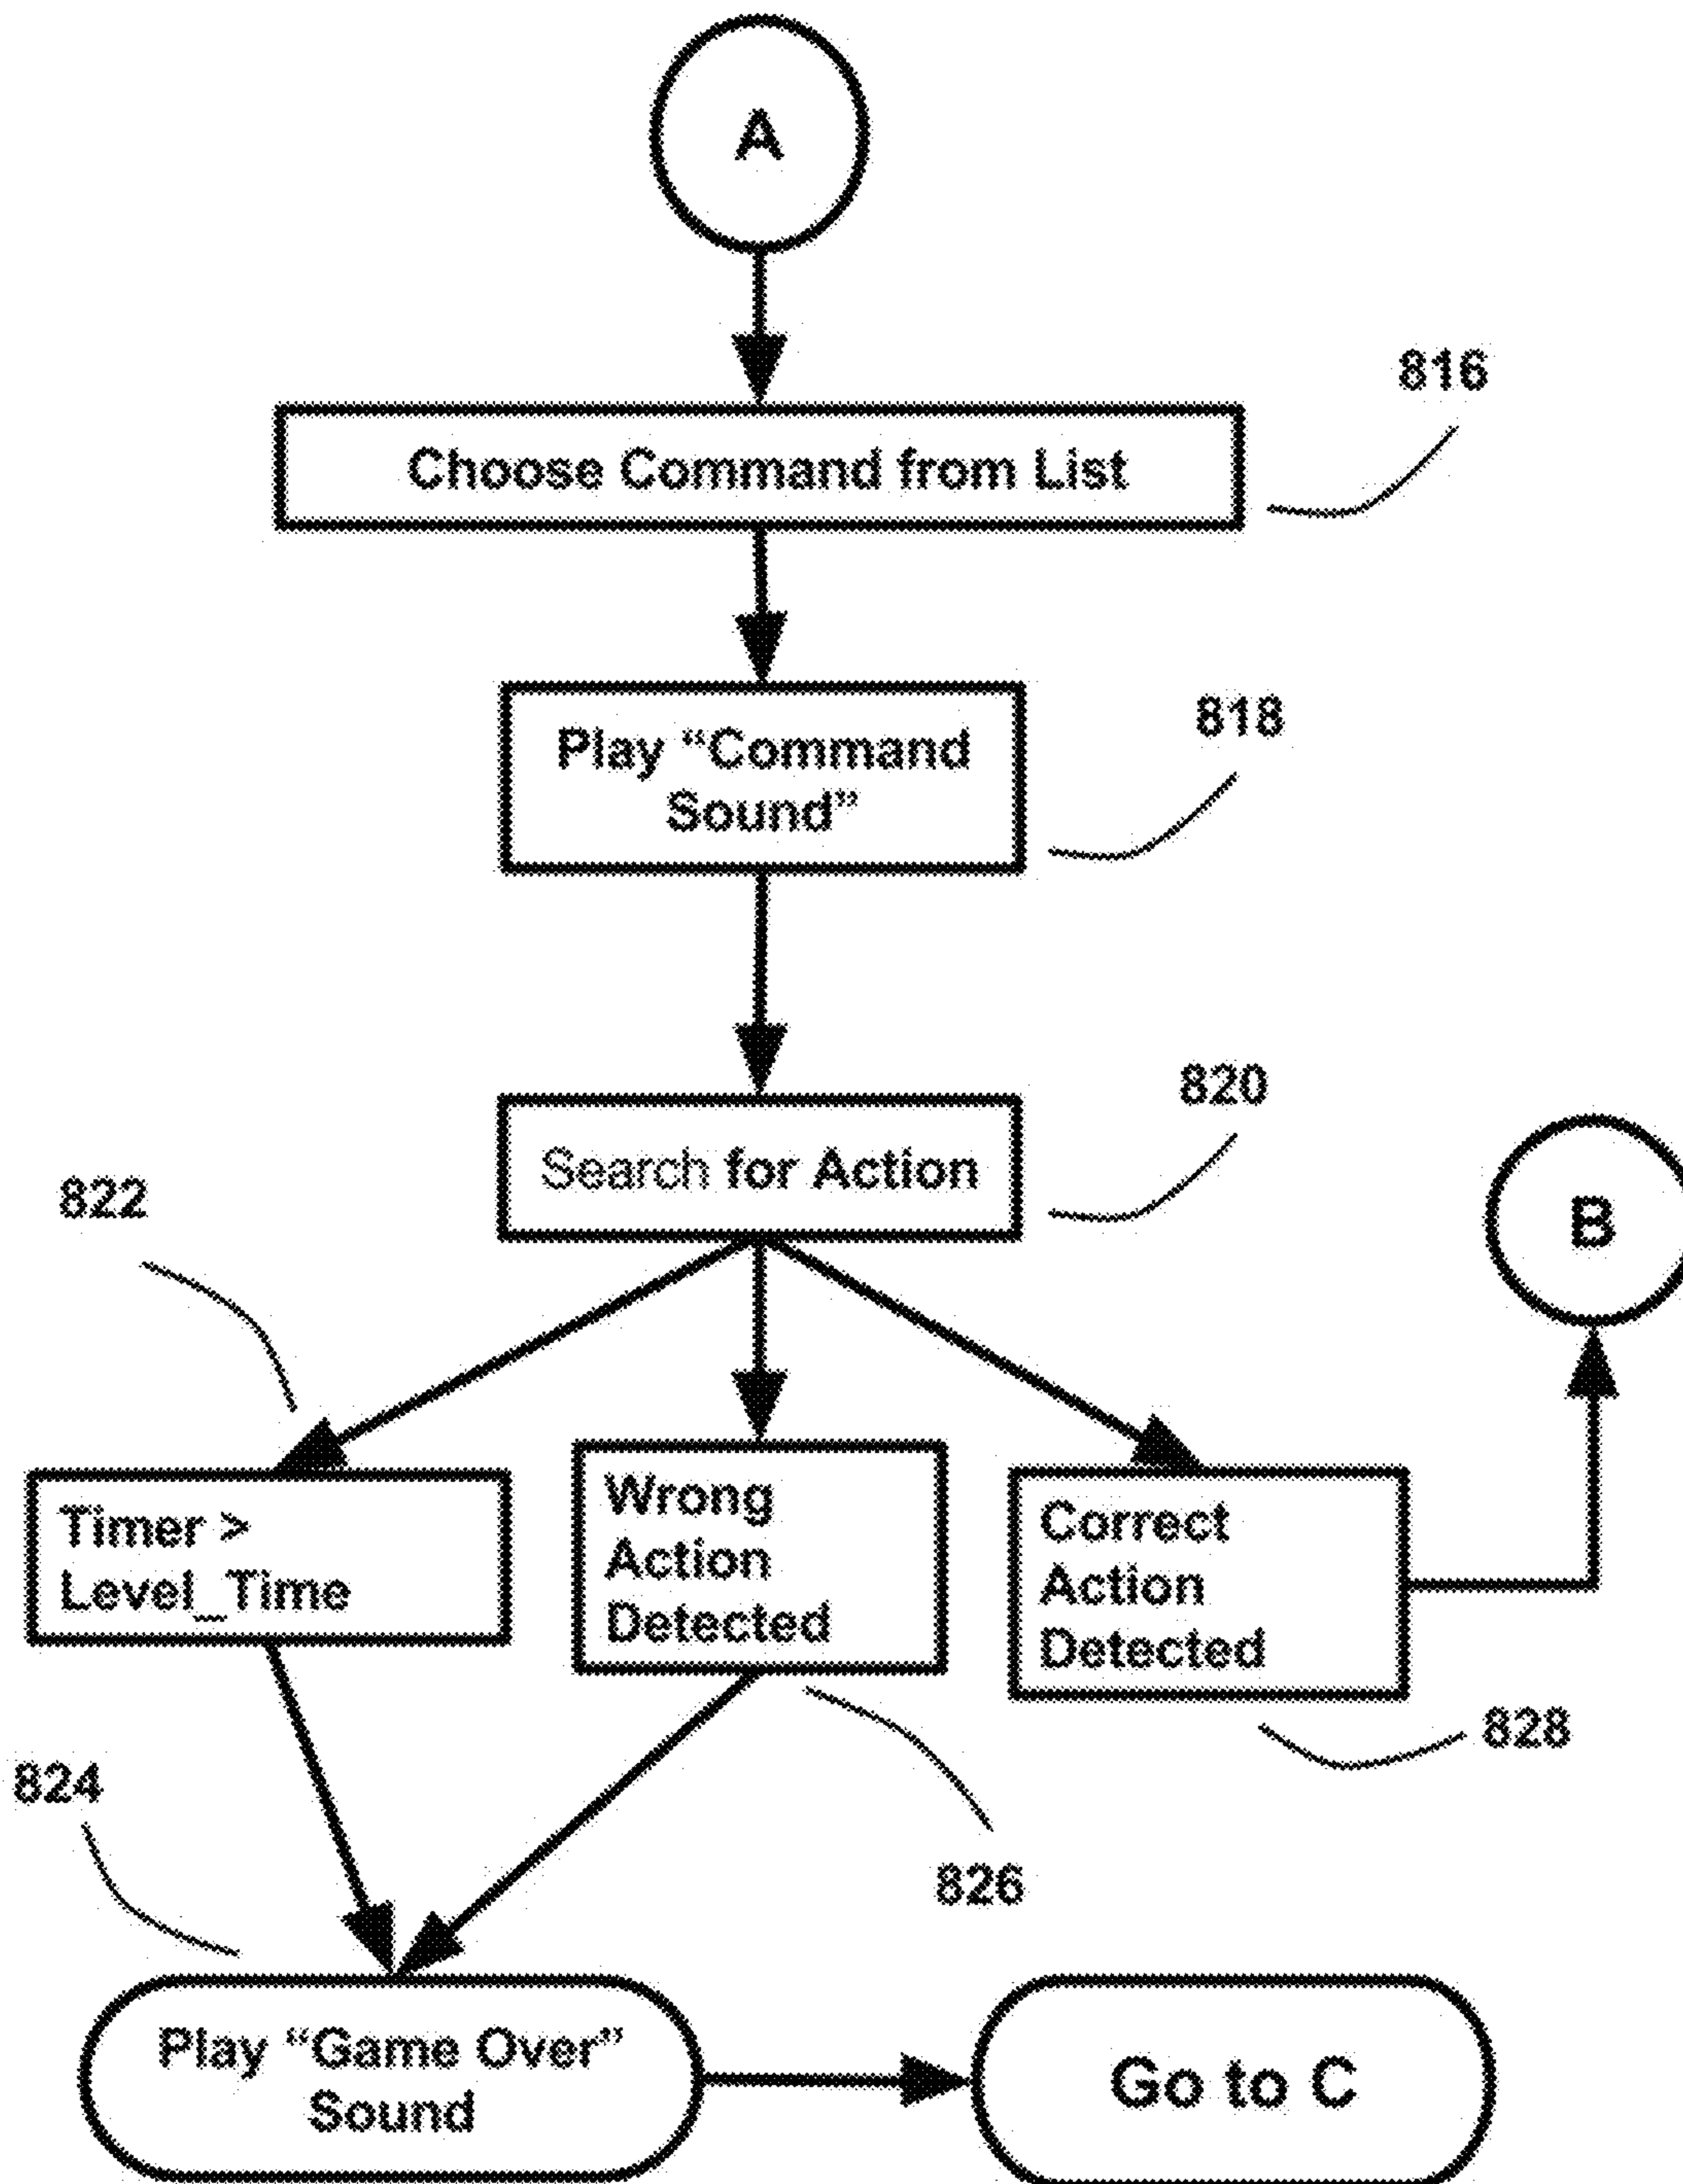 A
816
Choose Command from List
818
Play “Command
Sound”
820
Search for Action
822
B
Timer >
Level_Time
Wrong
Action
Detected
Correct
Action
Detected
828
824
826
Play “Game Over”
Sound
Go to C